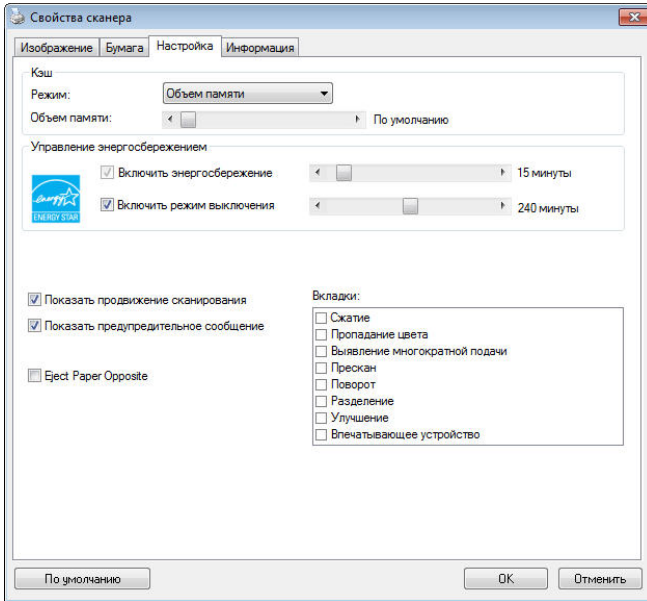 Свойства сканера
Изображение Бумага Настройка Информация
Кэш
Режим: Объем памяти
Объем памяти: По умолчанию
Управление энергосбережением
Включить энергосбережение 15 минуты
Включить режим выключения 240 минуты
energy
ENERGY STAR
Показать продвижение сканирования
Показать предупредительное сообщение
Eject Paper Opposite
Вкладки:
Сжатие
Пропадание цвета
Выявление многократной подачи
Прескан
Поворот
Разделение
Улучшение
Впечатывающее устройство
По умолчанию OK Отменить